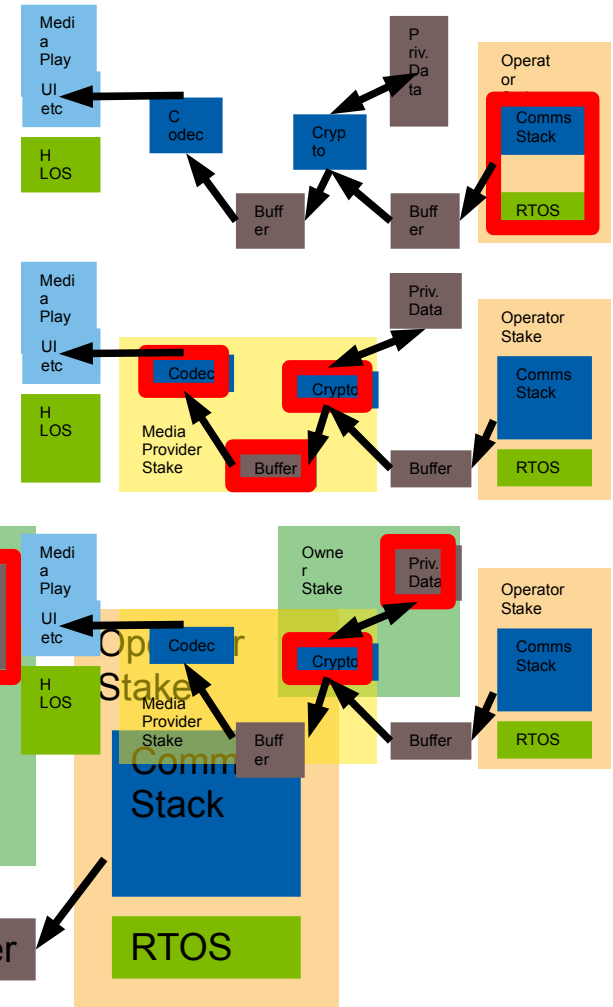 Medi
a
Play
UI
etc
H
LOS
C
odec
Buff
er
Cryp
to
P
riv.
Da
ta
Buff
er
Operat
or
Comms
Stack
RTOS
Medi
a
Play
UI
etc
H
LOS
Codec
Media
Provider
Stake
Buffer
Crypto
Priv.
Data
Buffer
Operator
Stake
Comms
Stack
RTOS
Medi
a
Play
UI
etc
H
LOS
Codec
Media
Provider
Stake
Buff
er
Owne
r
Stake
Crypto
Priv.
Data
Buffer
Operator
Stake
Comms
Stack
RTOS
Stake
Comm
Stack
RTOS
er